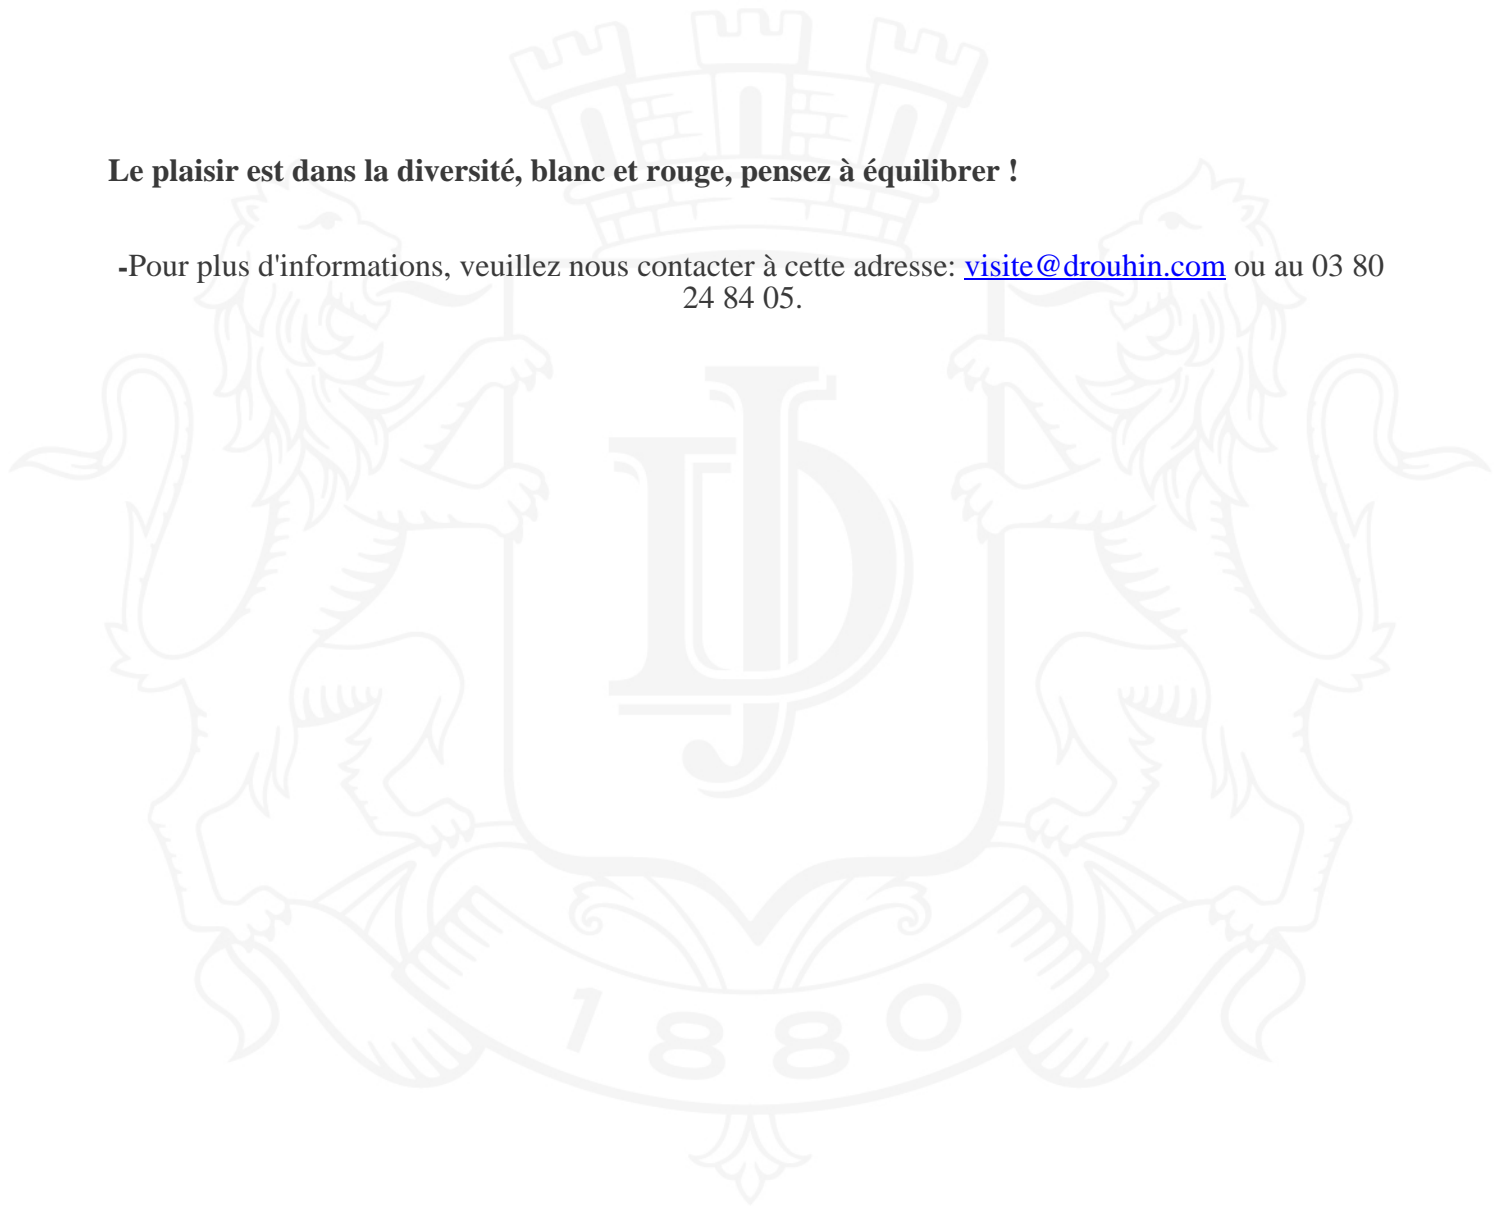 Le plaisir est dans la diversité, blanc et rouge, pensez à équilibrer !
-Pour plus d'informations, veuillez nous contacter à cette adresse: visite@drouhin.com ou au 03 80
24 84 05.
JD
1880